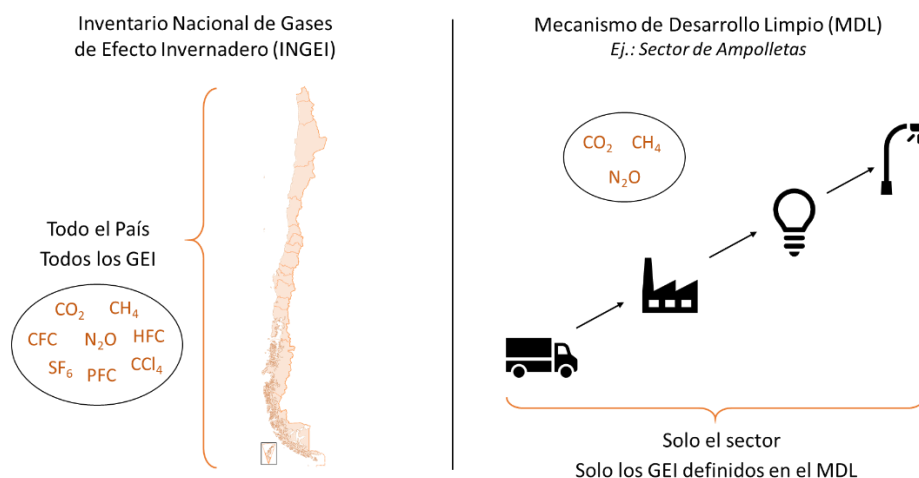 Inventario Nacional de Gases
de Efecto Invernadero (INGEI)
Todo el País
Todos los GEI
CO₂ CH₄
CFC N₂O HFC
SF₆ PFC CCl₄
Mecanismo de Desarrollo Limpio (MDL)
Ej.: Sector de Ampolletas
CO₂ CH₄
N₂O
Solo el sector
Solo los GEI definidos en el MDL